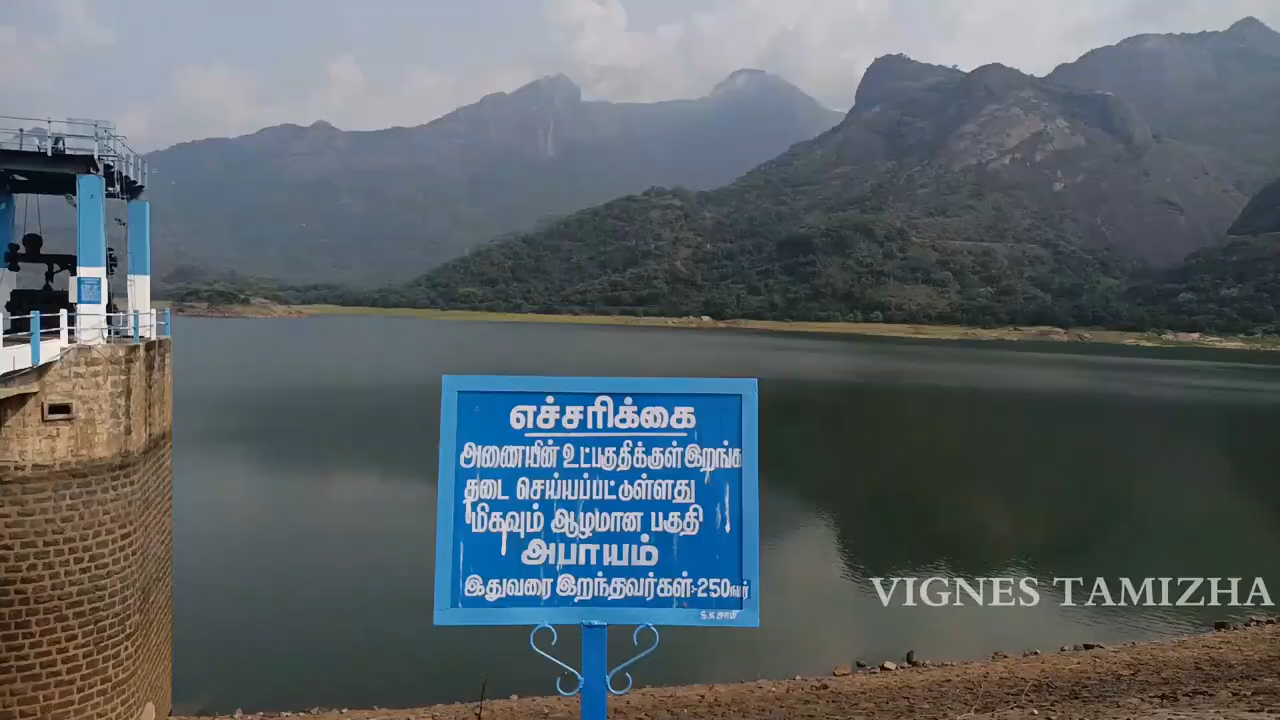 எச்சரிக்கை
அணையின் உட்பகுதிக்குள் இறங்க
தடை செய்யப்பட்டுள்ளது
மிகவும் ஆழமான பகுதி
அபாயம்
இதுவரை இறந்தவர்கள்:-250நபர்
S.K சாமி
VIGNES TAMIZHA